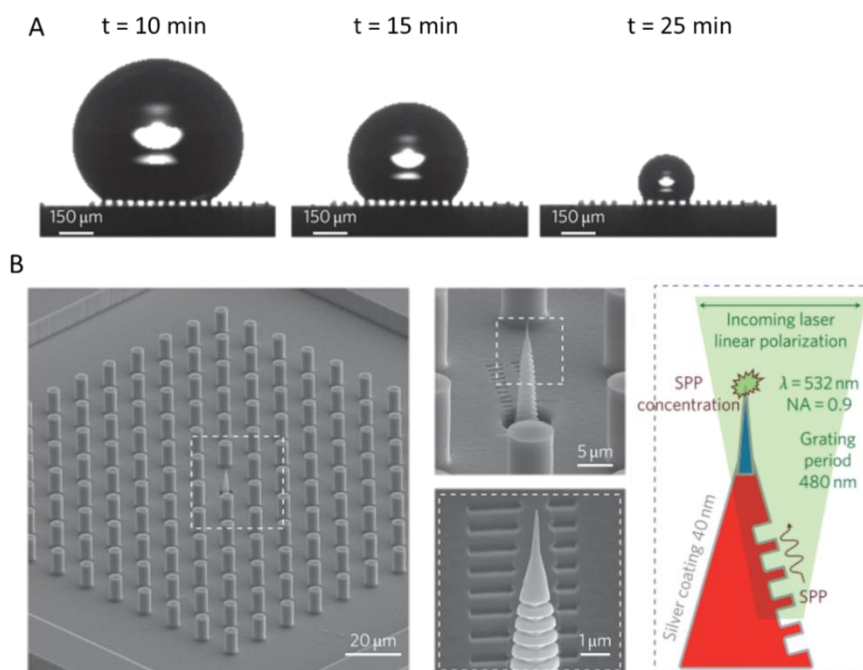 A
t = 10 min
t = 15 min
t = 25 min
150 µm
150 µm
150 µm
B
20 µm
5 µm
1 µm
Incoming laser
linear polarization
SPP
concentration
λ = 532 nm
NA = 0.9
Grating
period
480 nm
Silver coating 40 nm
SPP